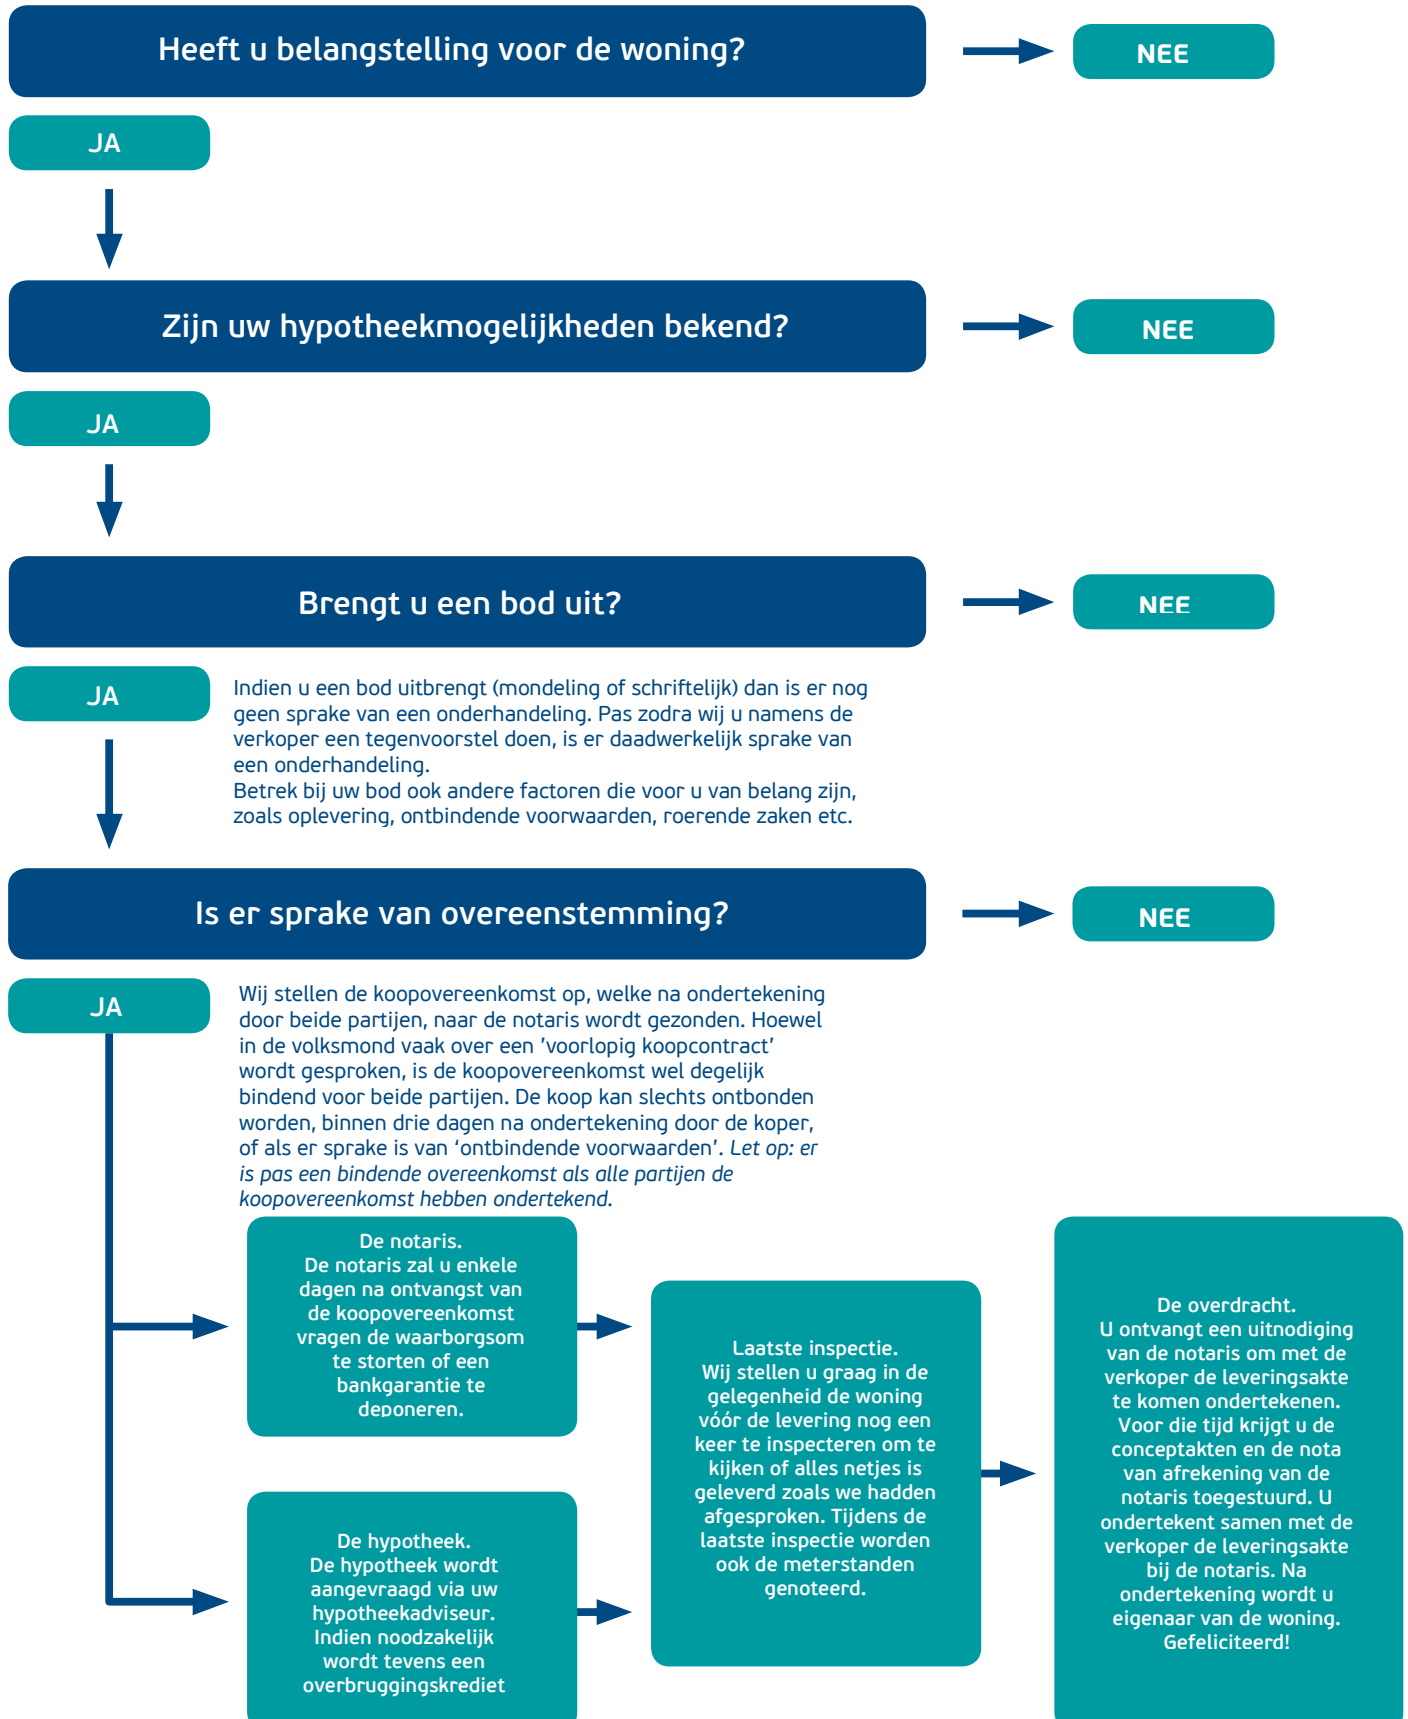 Heeft u belangstelling voor de woning?
NEE
JA
Zijn uw hypotheekmogelijkheden bekend?
NEE
JA
Brengt u een bod uit?
NEE
JA
Indien u een bod uitbrengt (mondeling of schriftelijk) dan is er nog
geen sprake van een onderhandeling. Pas zodra wij u namens de
verkoper een tegenvoorstel doen, is er daadwerkelijk sprake van
een onderhandeling.
Betrek bij uw bod ook andere factoren die voor u van belang zijn,
zoals oplevering, ontbindende voorwaarden, roerende zaken etc.
Is er sprake van overeenstemming?
NEE
JA
Wij stellen de koopovereenkomst op, welke na ondertekening
door beide partijen, naar de notaris wordt gezonden. Hoewel
in de volksmond vaak over een ’voorlopig koopcontract’
wordt gesproken, is de koopovereenkomst wel degelijk
bindend voor beide partijen. De koop kan slechts ontbonden
worden, binnen drie dagen na ondertekening door de koper,
of als er sprake is van ‘ontbindende voorwaarden’. Let op: er
is pas een bindende overeenkomst als alle partijen de
koopovereenkomst hebben ondertekend.
De notaris.
De notaris zal u enkele
dagen na ontvangst van
de koopovereenkomst
vragen de waarborgsom
te storten of een
bankgarantie te
deponeren.
De hypotheek.
De hypotheek wordt
aangevraagd via uw
hypotheekadviseur.
Indien noodzakelijk
wordt tevens een
overbruggingskrediet
Laatste inspectie.
Wij stellen u graag in de
gelegenheid de woning
vóór de levering nog een
keer te inspecteren om te
kijken of alles netjes is
geleverd zoals we hadden
afgesproken. Tijdens de
laatste inspectie worden
ook de meterstanden
genoteerd.
De overdracht.
U ontvangt een uitnodiging
van de notaris om met de
verkoper de leveringsakte
te komen ondertekenen.
Voor die tijd krijgt u de
conceptakten en de nota
van afrekening van de
notaris toegestuurd. U
ondertekent samen met de
verkoper de leveringsakte
bij de notaris. Na
ondertekening wordt u
eigenaar van de woning.
Gefeliciteerd!